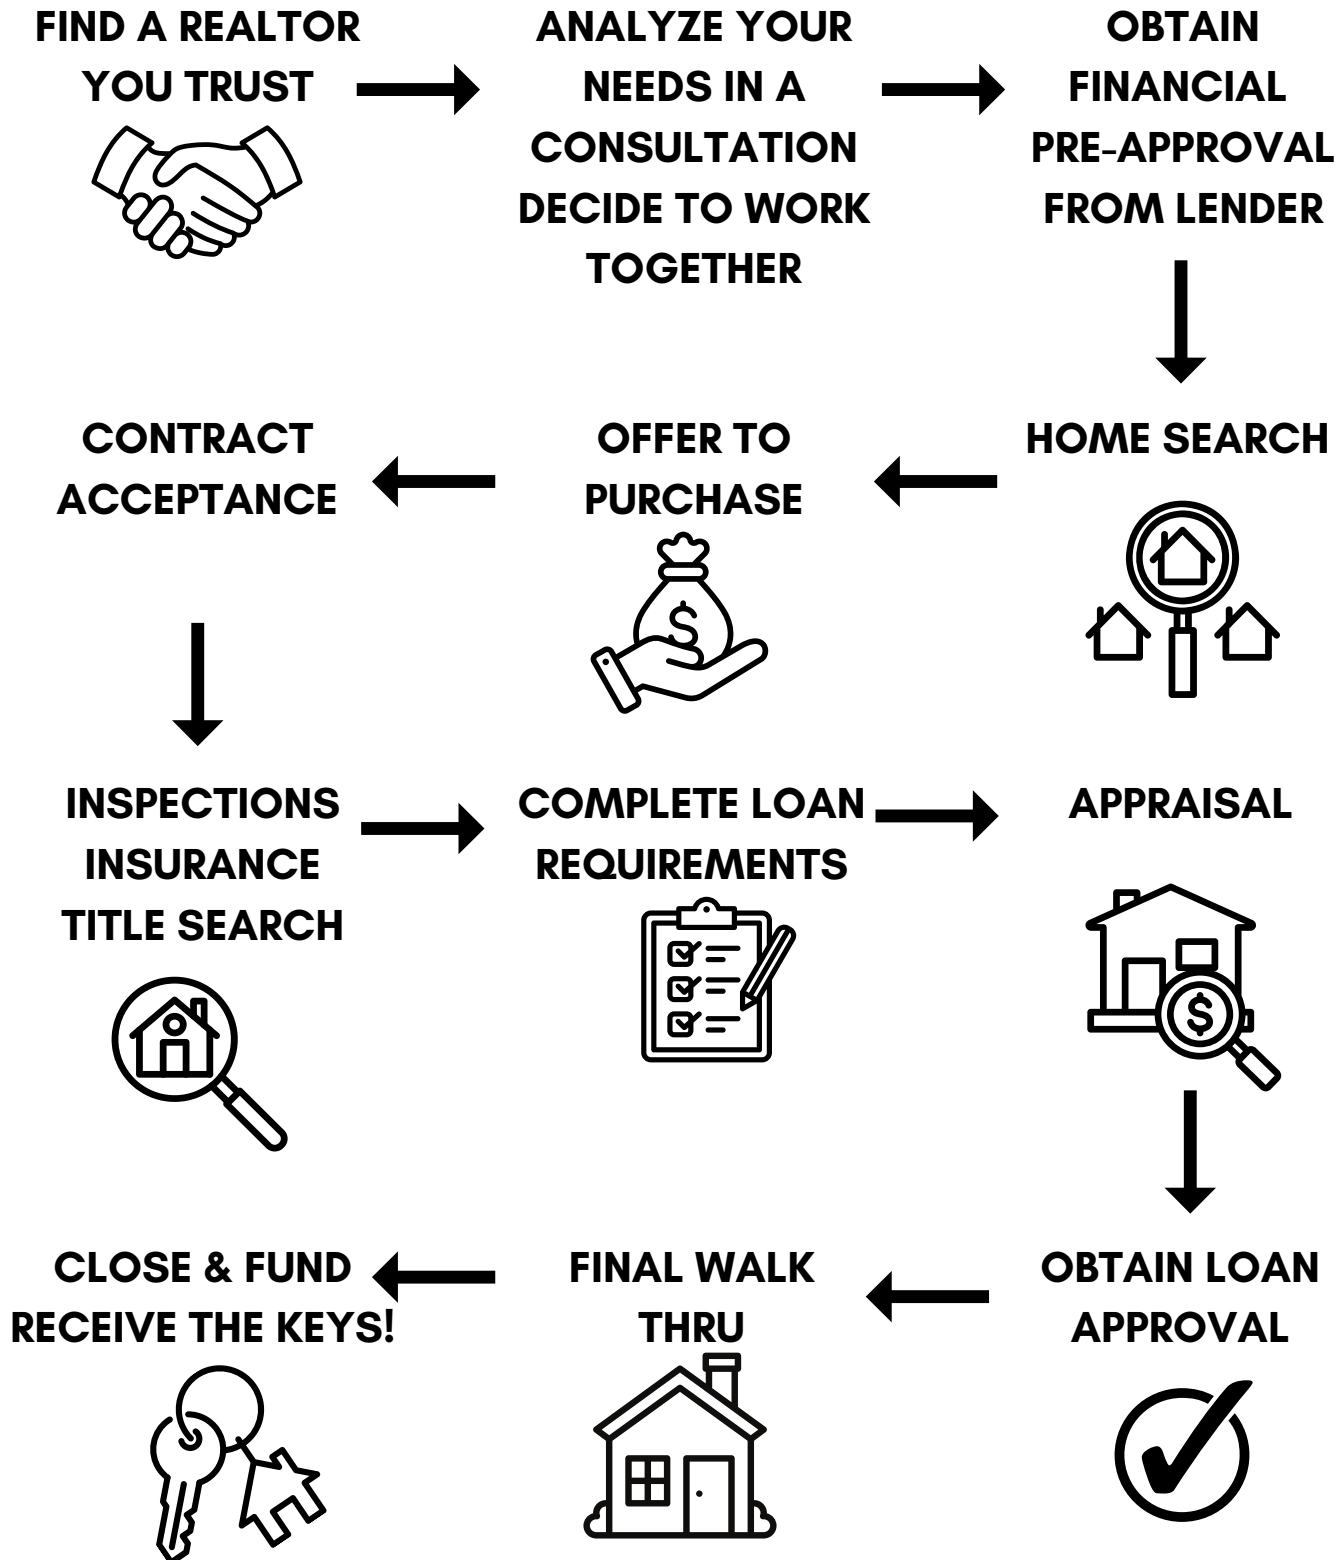 FIND A REALTOR
YOU TRUST
ANALYZE YOUR
NEEDS IN A
CONSULTATION
DECIDE TO WORK
TOGETHER
OBTAIN
FINANCIAL
PRE-APPROVAL
FROM LENDER
HOME SEARCH
OFFER TO
PURCHASE
$
CONTRACT
ACCEPTANCE
INSPECTIONS
INSURANCE
TITLE SEARCH
COMPLETE LOAN
REQUIREMENTS
APPRAISAL
$
OBTAIN LOAN
APPROVAL
FINAL WALK
THRU
CLOSE & FUND
RECEIVE THE KEYS!